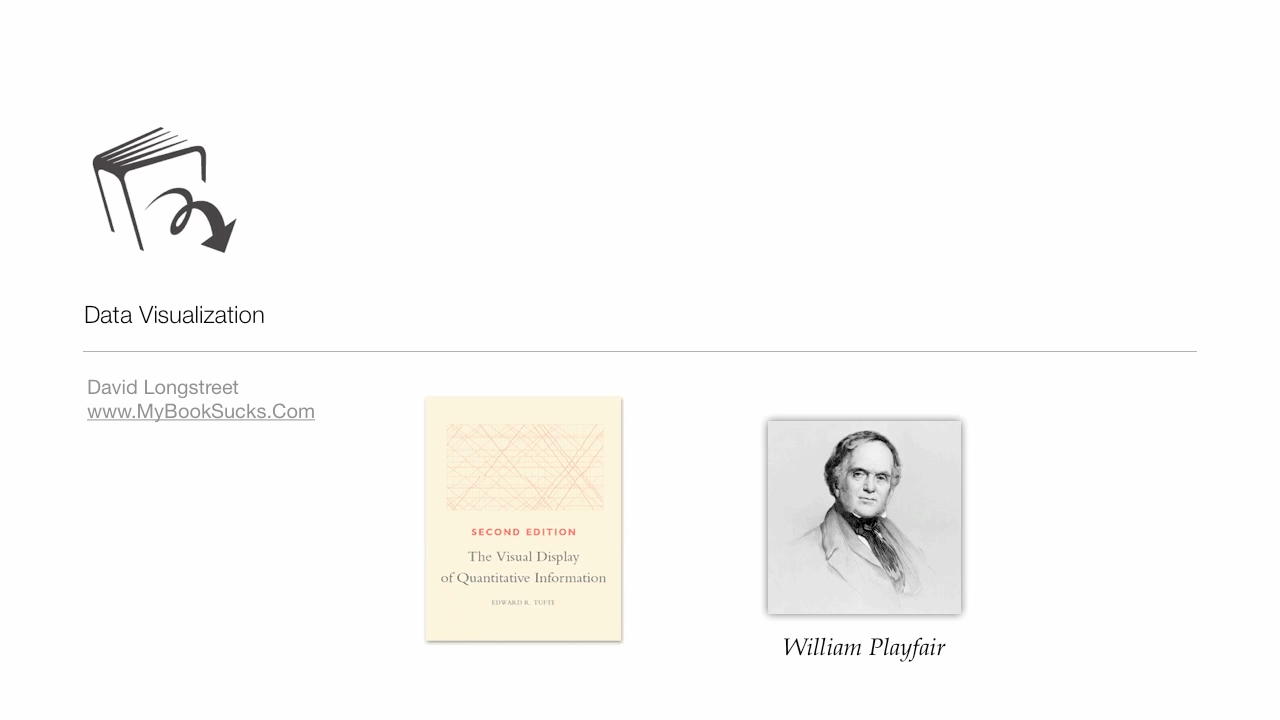 Data Visualization
David Longstreet
www.MyBookSucks.Com
SECOND EDITION
The Visual Display
of Quantitative Information
EDWARD R. TUFTE
William Playfair